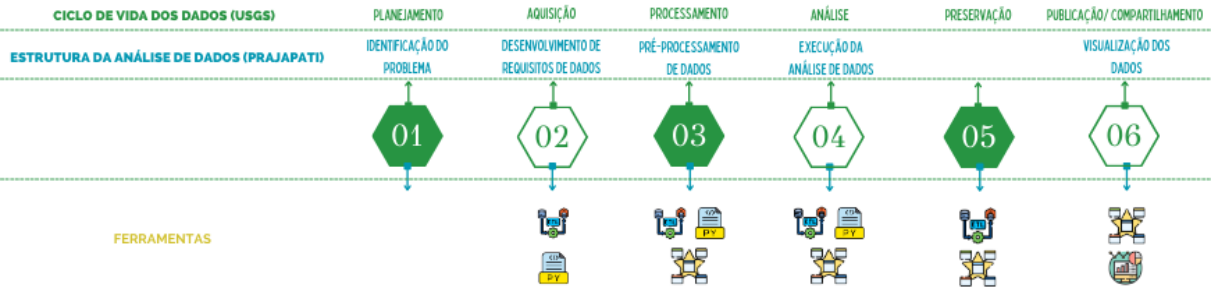 CICLO DE VIDA DOS DADOS (USGS)
PLANEJAMENTO
AQUISIÇÃO
PROCESSAMENTO
ANÁLISE
PRESERVAÇÃO
PUBLICAÇÃO/ COMPARTILHAMENTO
ESTRUTURA DA ANÁLISE DE DADOS (PRAJAPATI)
IDENTIFICAÇÃO DO
PROBLEMA
DESENVOLVIMENTO DE
REQUISITOS DE DADOS
PRÉ-PROCESSAMENTO
DE DADOS
EXECUÇÃO DA
ANÁLISE DE DADOS
VISUALIZAÇÃO DOS
DADOS
01
02
03
04
05
06
FERRAMENTAS
PY
PY
PY